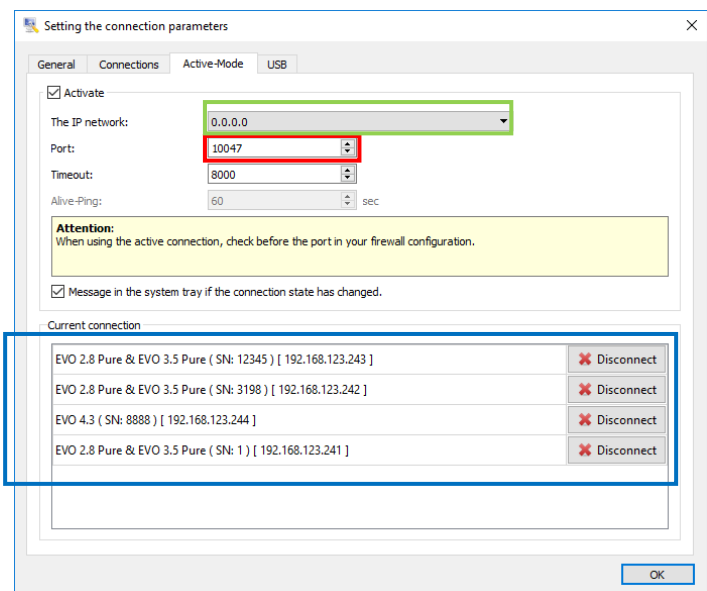 Setting the connection parameters
General Connections Active-Mode USB
Activate
The IP network: 0.0.0.0
Port: 10047
Timeout: 8000
Alive-Ping: 60 sec
Attention:
When using the active connection, check before the port in your firewall configuration.
Message in the system tray if the connection state has changed.
Current connection
EVO 2.8 Pure & EVO 3.5 Pure ( SN: 12345 ) [ 192.168.123.243 ] Disconnect
EVO 2.8 Pure & EVO 3.5 Pure ( SN: 3198 ) [ 192.168.123.242 ] Disconnect
EVO 4.3 ( SN: 8888 ) [ 192.168.123.244 ] Disconnect
EVO 2.8 Pure & EVO 3.5 Pure ( SN: 1 ) [ 192.168.123.241 ] Disconnect
OK